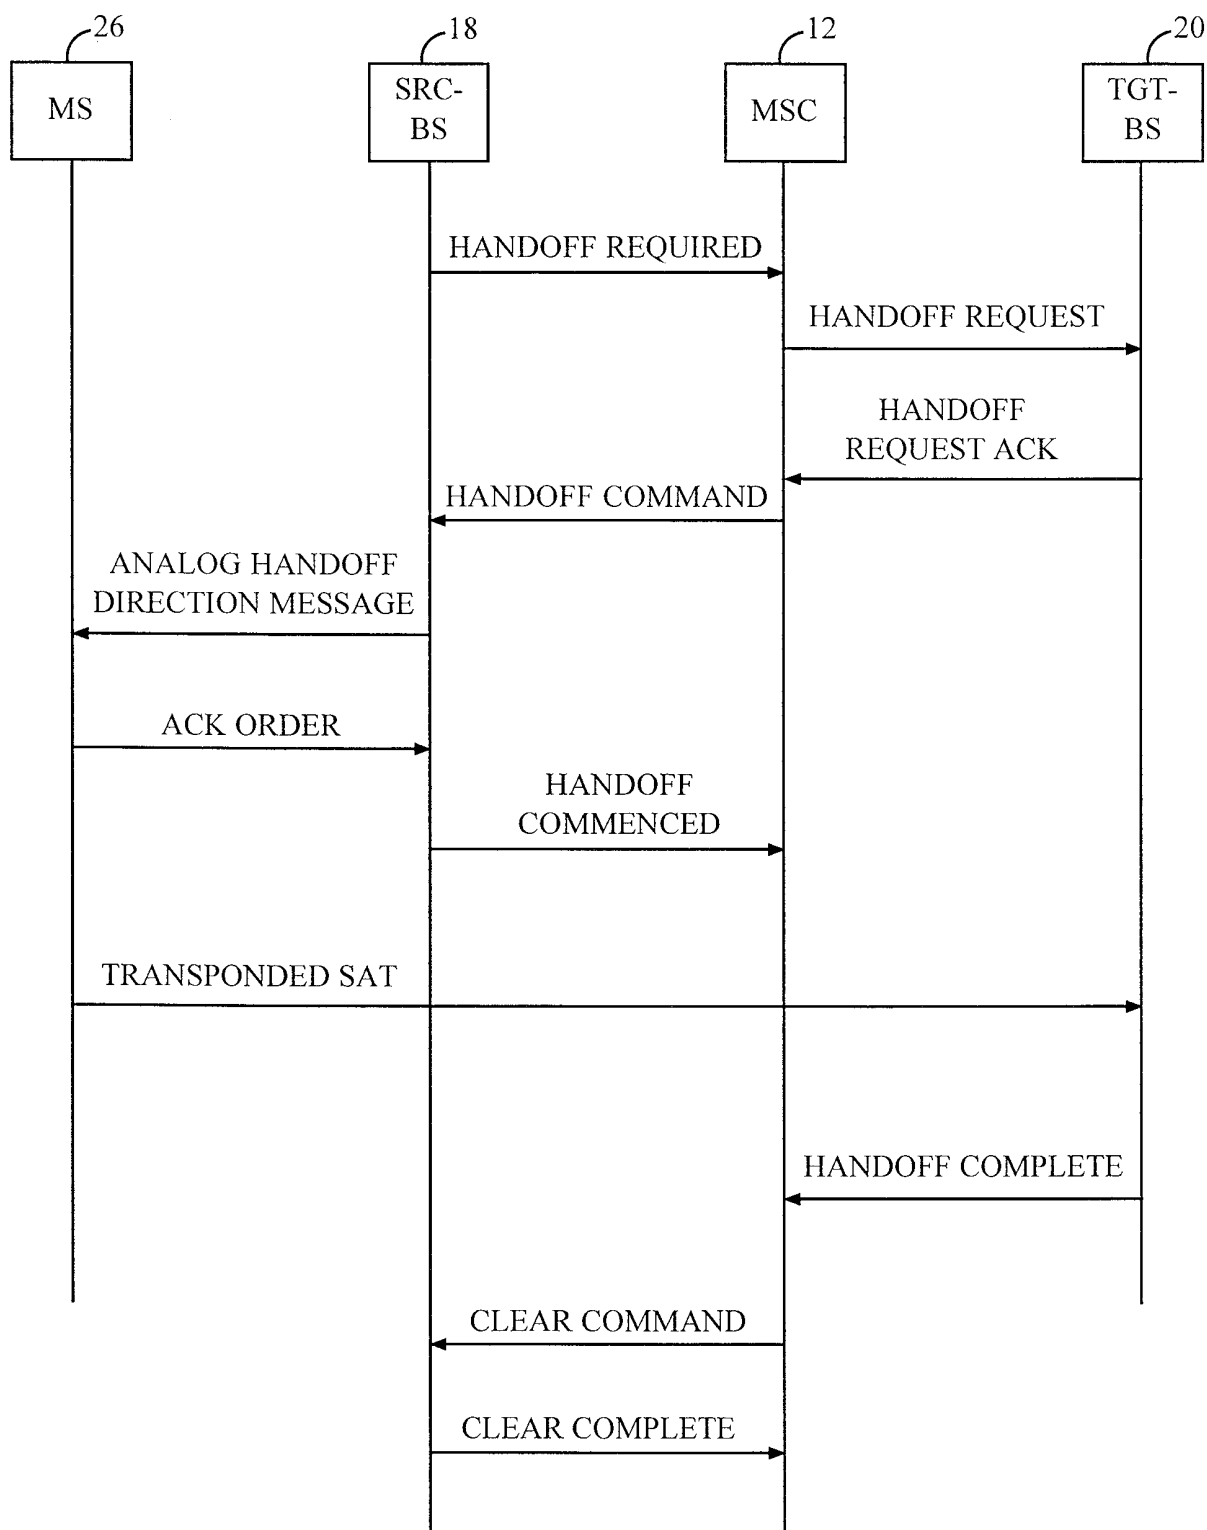 26
18
12
20
MS
SRC-
BS
MSC
TGT-
BS
HANDOFF REQUIRED
HANDOFF REQUEST
HANDOFF
REQUEST ACK
HANDOFF COMMAND
ANALOG HANDOFF
DIRECTION MESSAGE
ACK ORDER
HANDOFF
COMMENCED
TRANSPONDED SAT
HANDOFF COMPLETE
CLEAR COMMAND
CLEAR COMPLETE